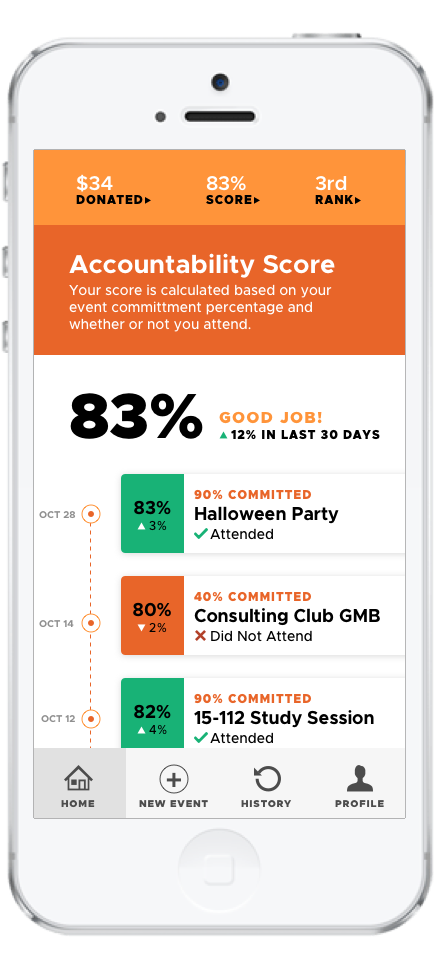 $34 83% 3rd
DONATED▸ SCORE▸ RANK▸
Accountability Score
Your score is calculated based on your
event committment percentage and
whether or not you attend.
83%
GOOD JOB!
▲12% IN LAST 30 DAYS
OCT 28
83%
▲ 3%
90% COMMITTED
Halloween Party
✓ Attended
OCT 14
80%
▼ 2%
40% COMMITTED
Consulting Club GMB
✕ Did Not Attend
OCT 12
82%
▲ 4%
90% COMMITTED
15-112 Study Session
✓ Attended
HOME NEW EVENT HISTORY PROFILE